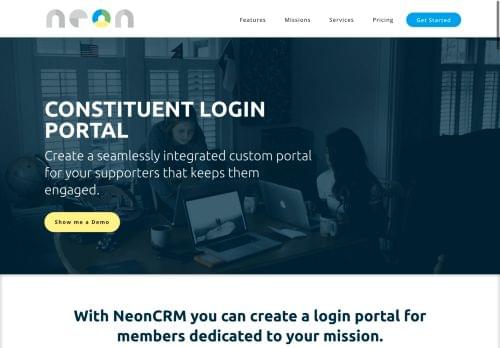 neon
Features Missions Services Pricing Get Started
CONSTITUENT LOGIN
PORTAL
Create a seamlessly integrated custom portal
for your supporters that keeps them
engaged.
Show me a Demo
With NeonCRM you can create a login portal for
members dedicated to your mission.